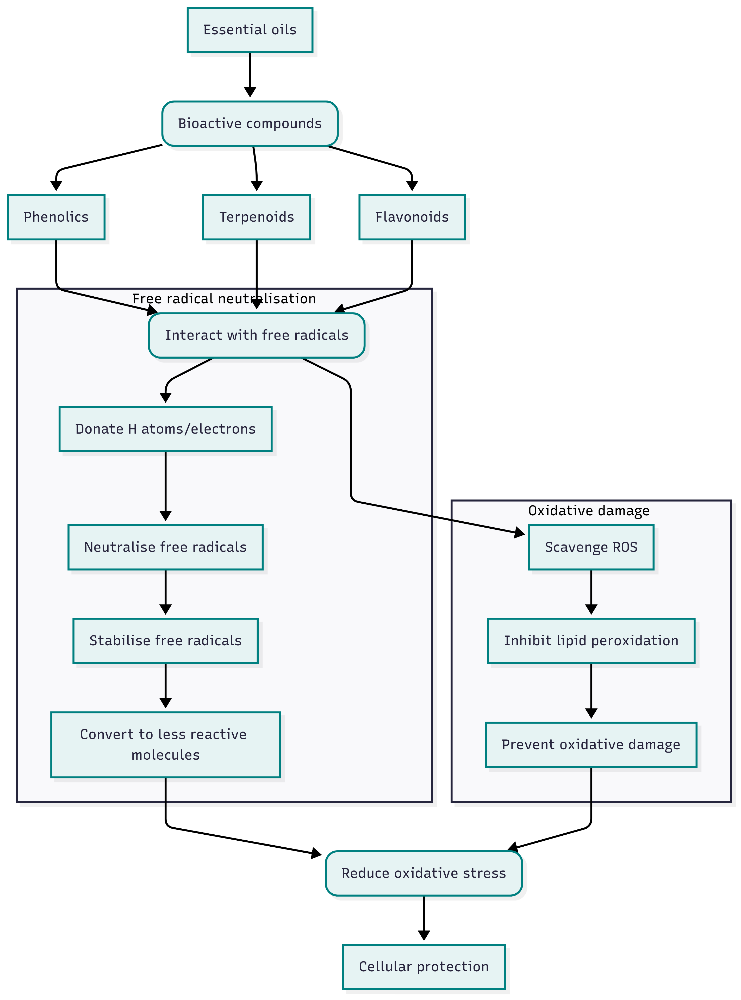 Essential oils
Bioactive compounds
Phenolics
Terpenoids
Flavonoids
Free radical neutralisation
Interact with free radicals
Donate H atoms/electrons
Neutralise free radicals
Stabilise free radicals
Convert to less reactive
molecules
Oxidative damage
Scavenge ROS
Inhibit lipid peroxidation
Prevent oxidative damage
Reduce oxidative stress
Cellular protection